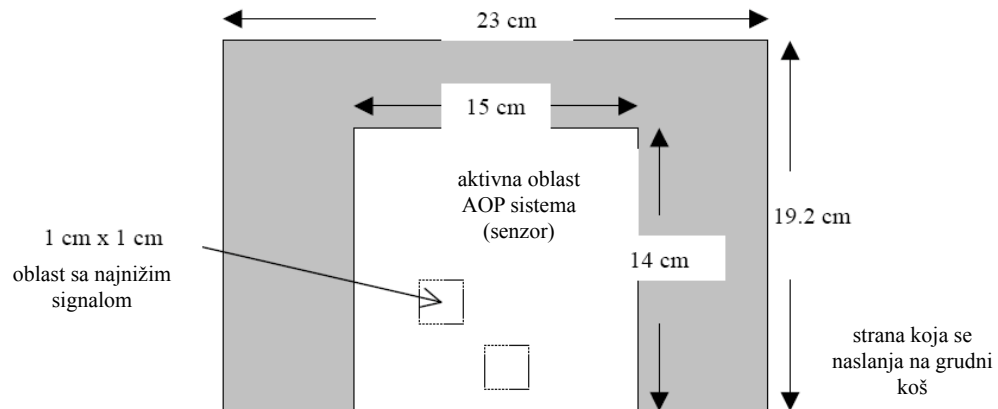 23 cm
15 cm
aktivna oblast
AOP sistema
(senzor)
19.2 cm
1 cm x 1 cm
oblast sa najnižim
signalom
14 cm
strana koja se
naslanja na grudni
koš